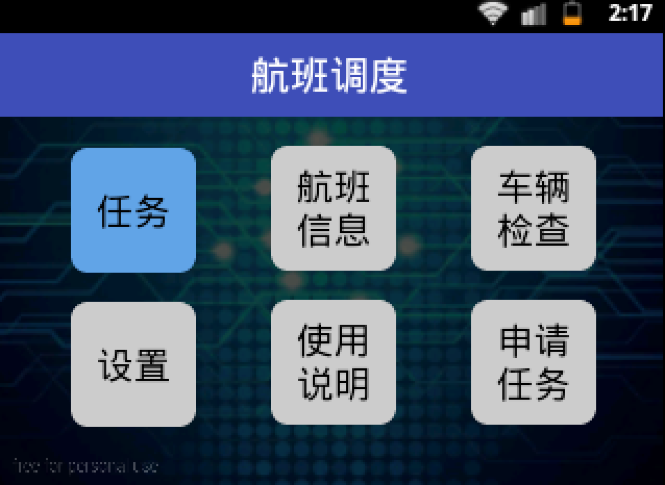 2:17
航班调度
任务
航班
信息
车辆
检查
设置
使用
说明
申请
任务
free for personal use